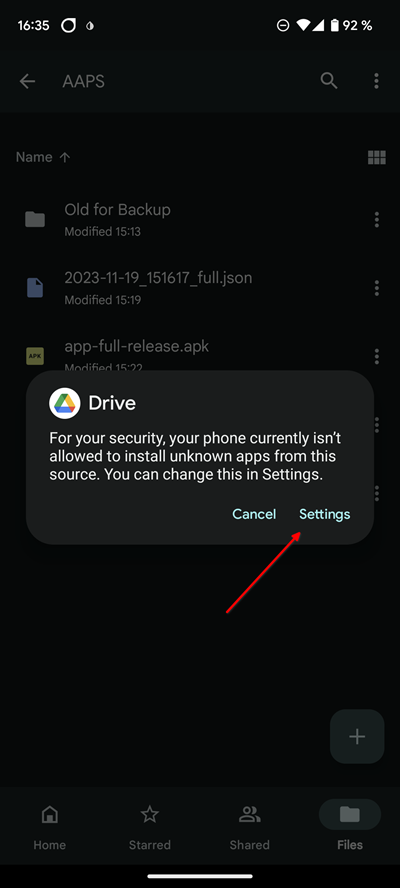 16:35 92 %
AAPS
Name
Old for Backup
Modified 15:13
2023-11-19_151617_full.json
Modified 15:19
APK
app-full-release.apk
Modified 15:22
Drive
For your security, your phone currently isn't
allowed to install unknown apps from this
source. You can change this in Settings.
Cancel Settings
Home Starred Shared Files